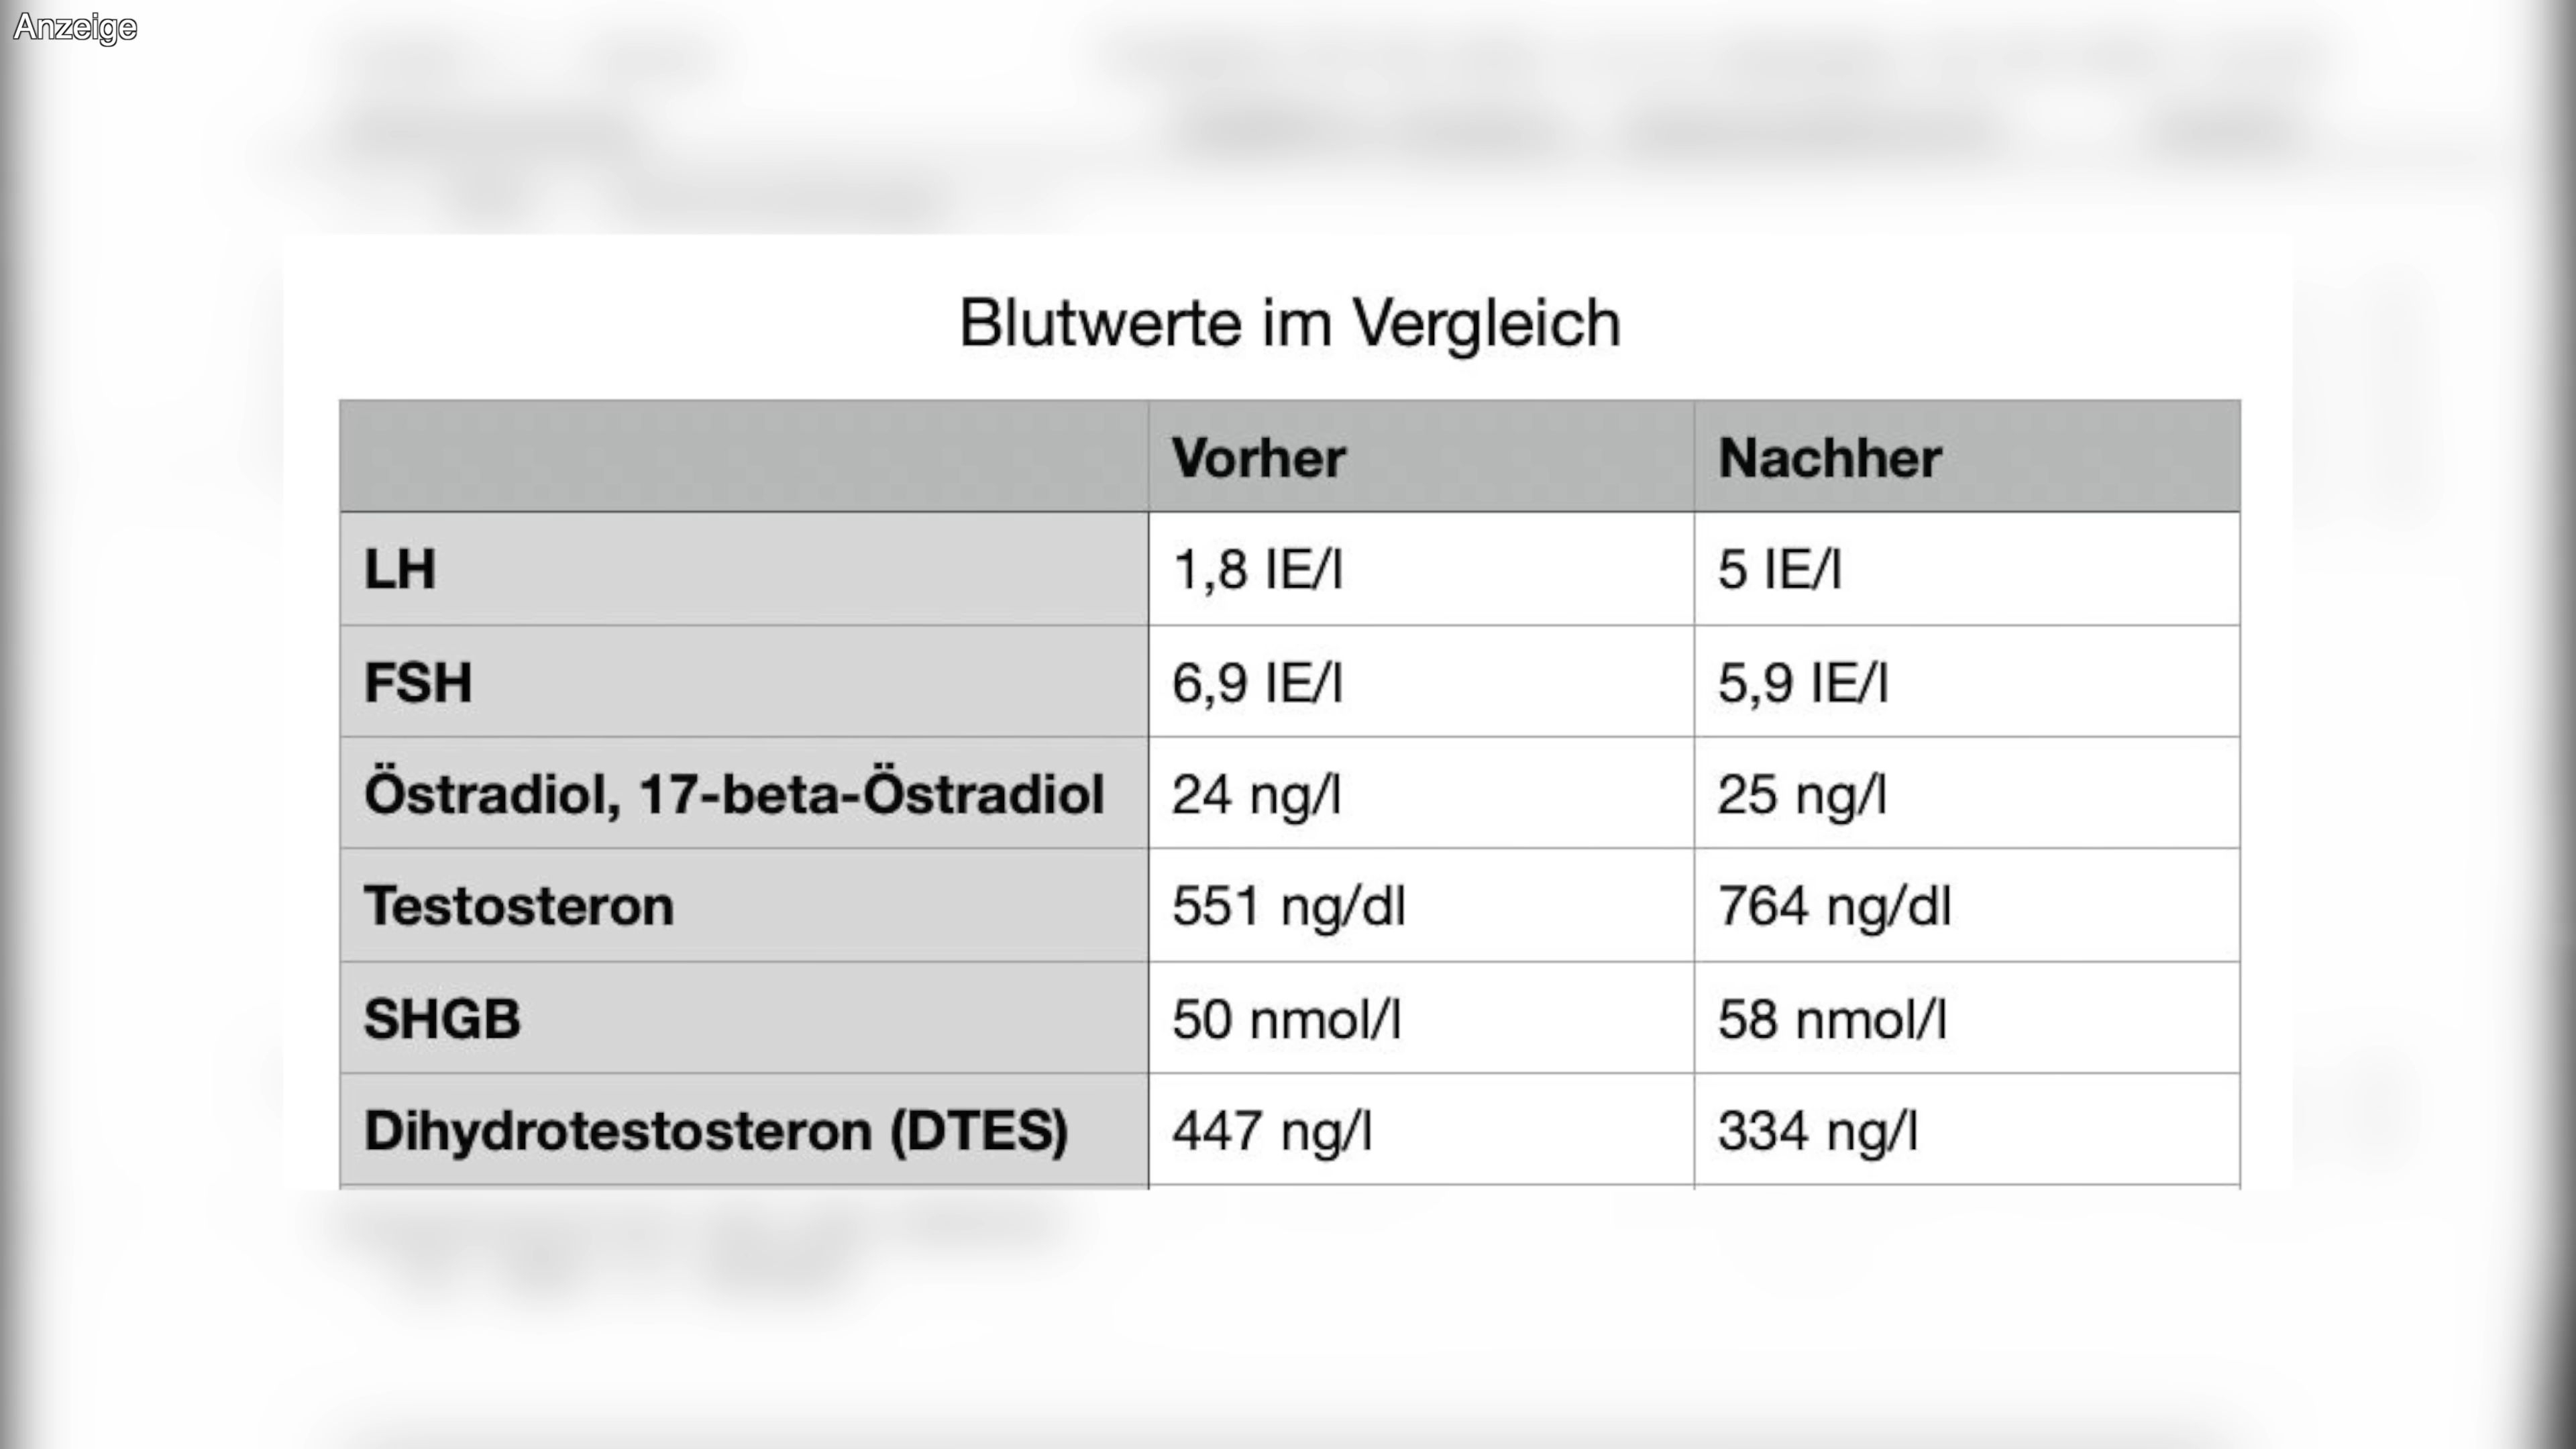 Anzeige
Blutwerte im Vergleich
Vorher Nachher
LH 1,8 IE/l 5 IE/l
FSH 6,9 IE/l 5,9 IE/l
Östradiol, 17-beta-Östradiol 24 ng/l 25 ng/l
Testosteron 551 ng/dl 764 ng/dl
SHGB 50 nmol/l 58 nmol/l
Dihydrotestosteron (DTES) 447 ng/l 334 ng/l